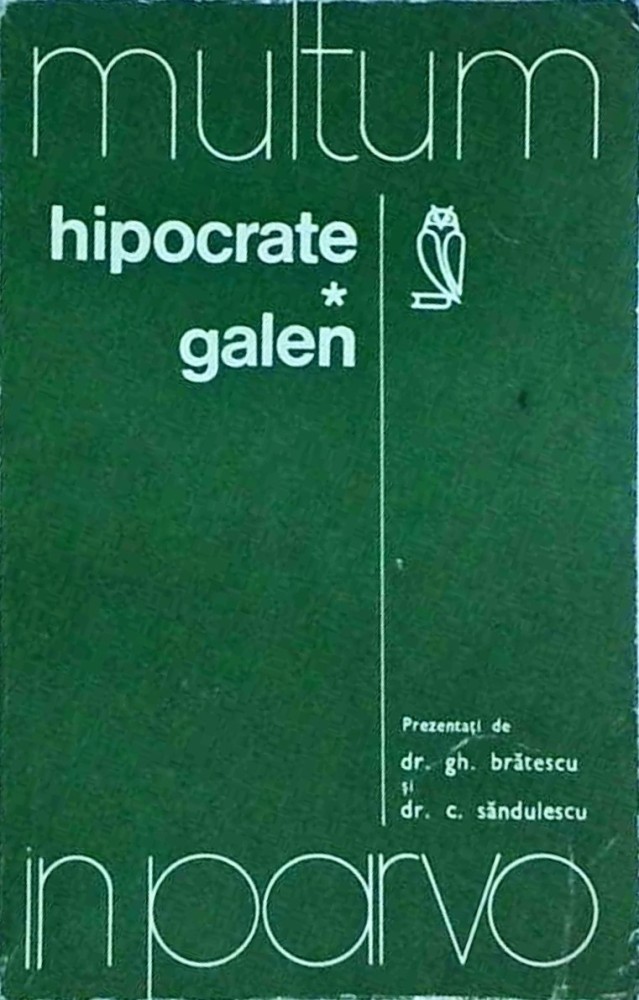 multum
hipocrate
*
galen
Prezentați de
dr. gh. brătescu
și
dr. c. săndulescu
in parvo